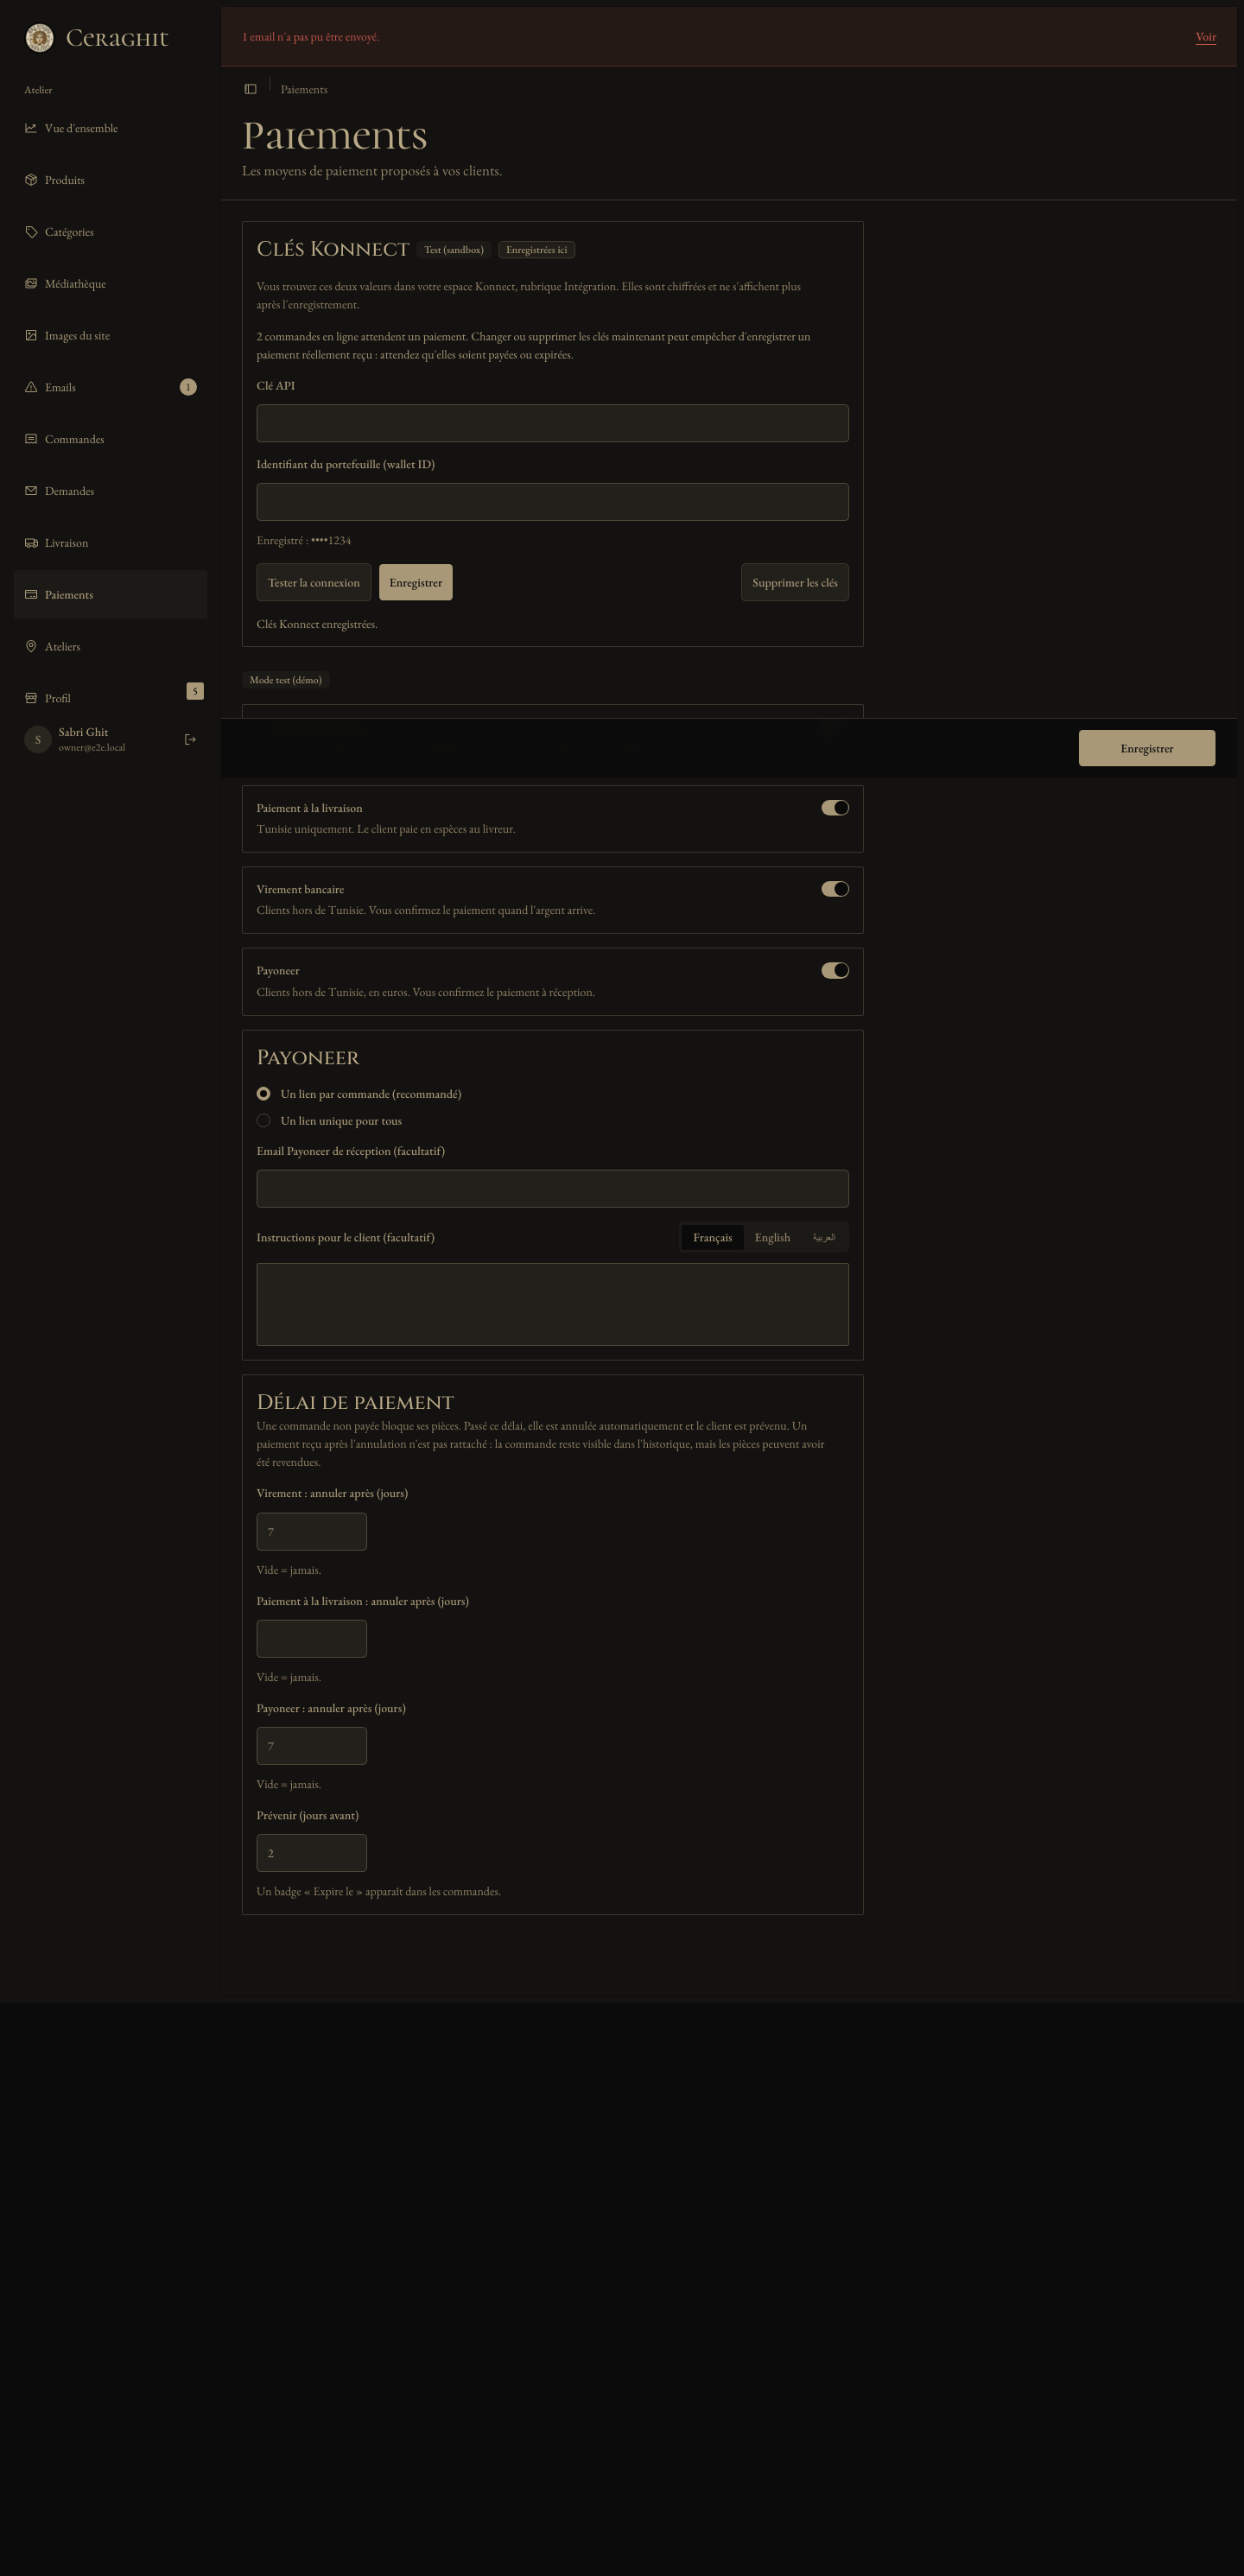 Ceraghit
Atelier
Vue d'ensemble
Produits
Catégories
Médiathèque
Images du site
Emails
1
Commandes
Demandes
Livraison
Paiements
Ateliers
Profil
5
S
Sabri Ghit
owner@e2e.local
1 email n'a pas pu être envoyé.
Voir
Paiements
Paiements
Les moyens de paiement proposés à vos clients.
Clés Konnect
Test (sandbox)
Enregistrées ici
Vous trouvez ces deux valeurs dans votre espace Konnect, rubrique Intégration. Elles sont chiffrées et ne s'affichent plus
après l'enregistrement.
2 commandes en ligne attendent un paiement. Changer ou supprimer les clés maintenant peut empêcher d'enregistrer un
paiement réellement reçu : attendez qu'elles soient payées ou expirées.
Clé API
Identifiant du portefeuille (wallet ID)
Enregistré : ••••1234
Tester la connexion
Enregistrer
Supprimer les clés
Clés Konnect enregistrées.
Mode test (démo)
Enregistrer
Paiement à la livraison
Tunisie uniquement. Le client paie en espèces au livreur.
Virement bancaire
Clients hors de Tunisie. Vous confirmez le paiement quand l'argent arrive.
Payoneer
Clients hors de Tunisie, en euros. Vous confirmez le paiement à réception.
Payoneer
Un lien par commande (recommandé)
Un lien unique pour tous
Email Payoneer de réception (facultatif)
Instructions pour le client (facultatif)
Français
English
العربية
Délai de paiement
Une commande non payée bloque ses pièces. Passé ce délai, elle est annulée automatiquement et le client est prévenu. Un
paiement reçu après l'annulation n'est pas rattaché : la commande reste visible dans l'historique, mais les pièces peuvent avoir
été revendues.
Virement : annuler après (jours)
7
Vide = jamais.
Paiement à la livraison : annuler après (jours)
Vide = jamais.
Payoneer : annuler après (jours)
7
Vide = jamais.
Prévenir (jours avant)
2
Un badge « Expire le » apparaît dans les commandes.